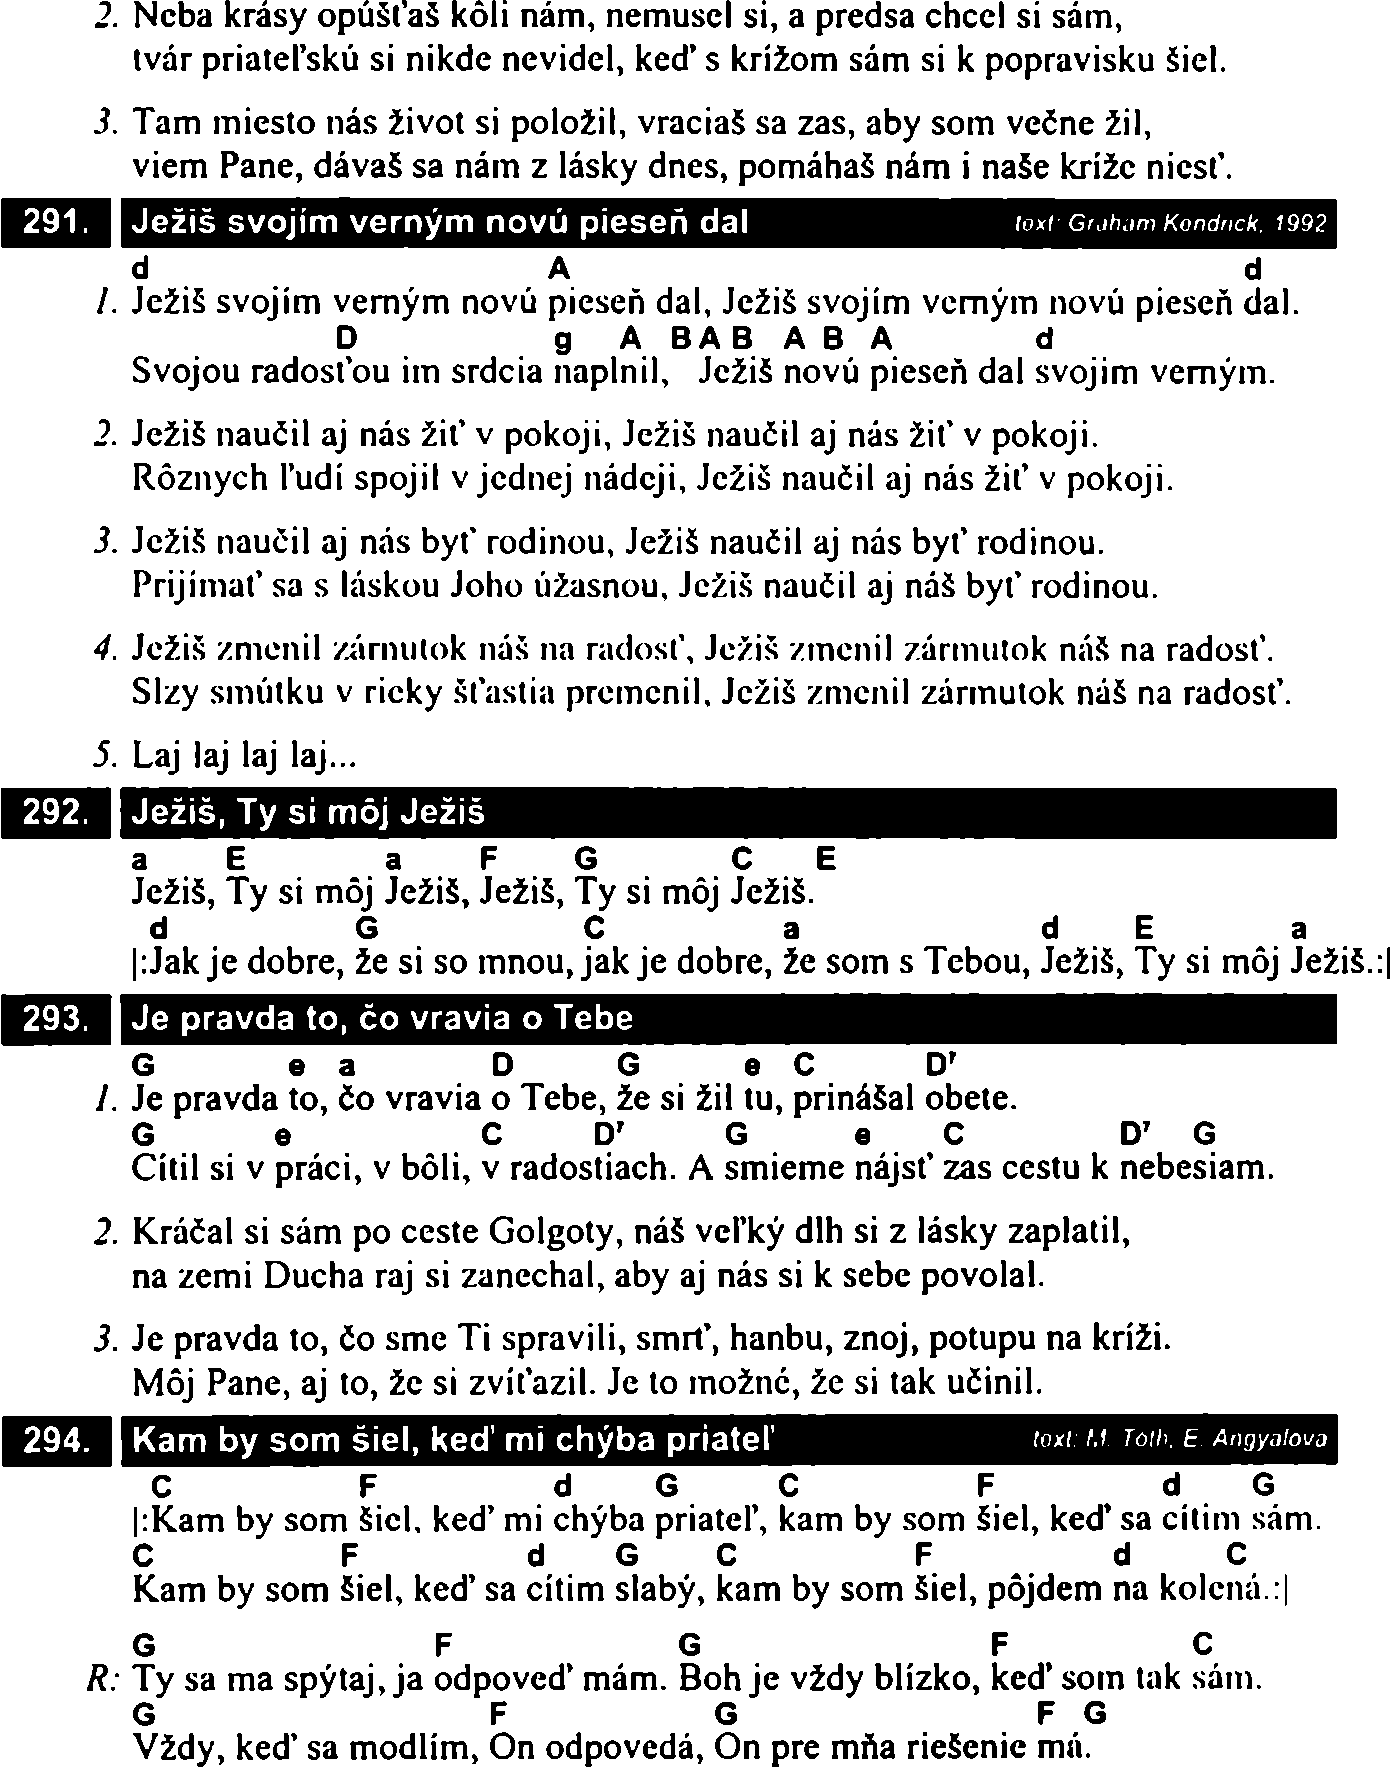 2. Neba krásy opúšťaš kôli nám, nemusel si, a predsa chcel si sám,
tvár priateľskú si nikde nevidel, keď s krížom sám si k popravisku šiel.
3. Tam miesto nás život si položil, vraciaš sa zas, aby som večne žil,
viem Pane, dávaš sa nám z lásky dnes, pomáhaš nám i naše kríže niesť.
291. Ježiš svojím verným novú pieseň dal text: Graham Kendrick, 1992
d A d
1. Ježiš svojím verným novú pieseň dal, Ježiš svojím verným novú pieseň dal.
D g A B A B A B A d
Svojou radosťou im srdcia naplnil, Ježiš novú pieseň dal svojim verným.
2. Ježiš naučil aj nás žiť v pokoji, Ježiš naučil aj nás žiť v pokoji.
Rôznych ľudí spojil v jednej nádeji, Ježiš naučil aj nás žiť v pokoji.
3. Ježiš naučil aj nás byť rodinou, Ježiš naučil aj nás byť rodinou.
Prijímať sa s láskou Joho úžasnou, Ježiš naučil aj náš byť rodinou.
4. Ježiš zmenil zármutok náš na radosť, Ježiš zmenil zármutok náš na radosť.
Slzy smútku v rieky šťastia premenil, Ježiš zmenil zármutok náš na radosť.
5. Laj laj laj laj...
292. Ježiš, Ty si môj Ježiš
a E a F G C E
Ježiš, Ty si môj Ježiš, Ježiš, Ty si môj Ježiš.
d G C a d E a
|:Jak je dobre, že si so mnou, jak je dobre, že som s Tebou, Ježiš, Ty si môj Ježiš.:|
293. Je pravda to, čo vravia o Tebe
G e a D G e C D7
1. Je pravda to, čo vravia o Tebe, že si žil tu, prinášal obete.
G e C D7 G e C D7 G
Cítil si v práci, v bôli, v radostiach. A smieme nájsť zas cestu k nebesiam.
2. Kráčal si sám po ceste Golgoty, náš veľký dlh si z lásky zaplatil,
na zemi Ducha raj si zanechal, aby aj nás si k sebe povolal.
3. Je pravda to, čo sme Ti spravili, smrť, hanbu, znoj, potupu na kríži.
Môj Pane, aj to, že si zvíťazil. Je to možné, že si tak učinil.
294. Kam by som šiel, keď mi chýba priateľ text: M. Tóth, E. Angyalova
C F d G C F d G
|:Kam by som šiel, keď mi chýba priateľ, kam by som šiel, keď sa cítim sám.
C F d G C F d C
Kam by som šiel, keď sa cítim slabý, kam by som šiel, pôjdem na kolená.:|
G F G F C
R: Ty sa ma spýtaj, ja odpoveď mám. Boh je vždy blízko, keď som tak sám.
G F G F G
Vždy, keď sa modlím, On odpovedá, On pre mňa riešenie má.